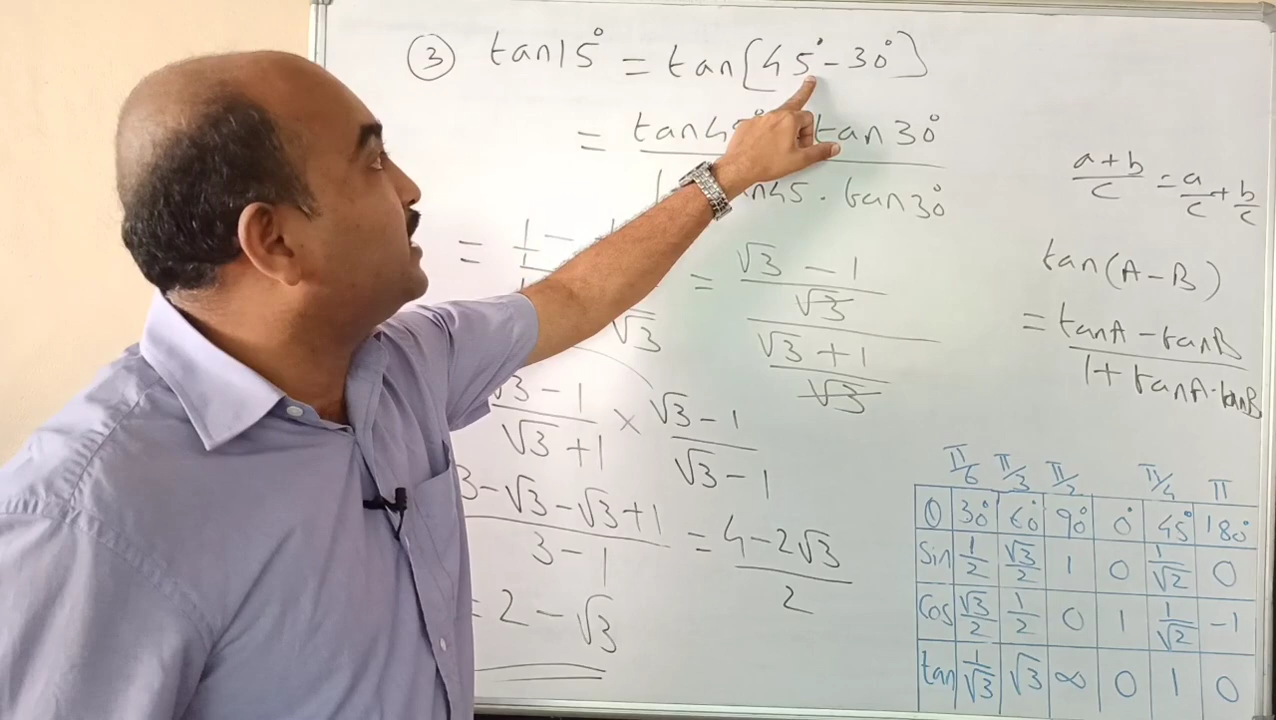 ③ tan15° = tan[45° - 30°]
= tan45° tan30°
tan45 . tan30°
= 1/1 -
√3
= ((√3 - 1)/√3)/((√3 + 1)/√3)
(√3 - 1)/(√3 + 1) × (√3 - 1)/(√3 - 1)
(3 - √3 - √3 + 1)/(3 - 1) = (4 - 2√3)/2
= 2 - √3
(a + b)/c = a/c + b/c
tan(A - B)
= (tanA - tanB)/(1 + tanA·tanB)
π/6 π/3 π/2 π/4 π
θ 30° 60° 90° 0° 45° 180°
Sin 1/2 √3/2 1 0 1/√2 0
Cos √3/2 1/2 0 1 1/√2 -1
tan 1/√3 √3 ∞ 0 1 0